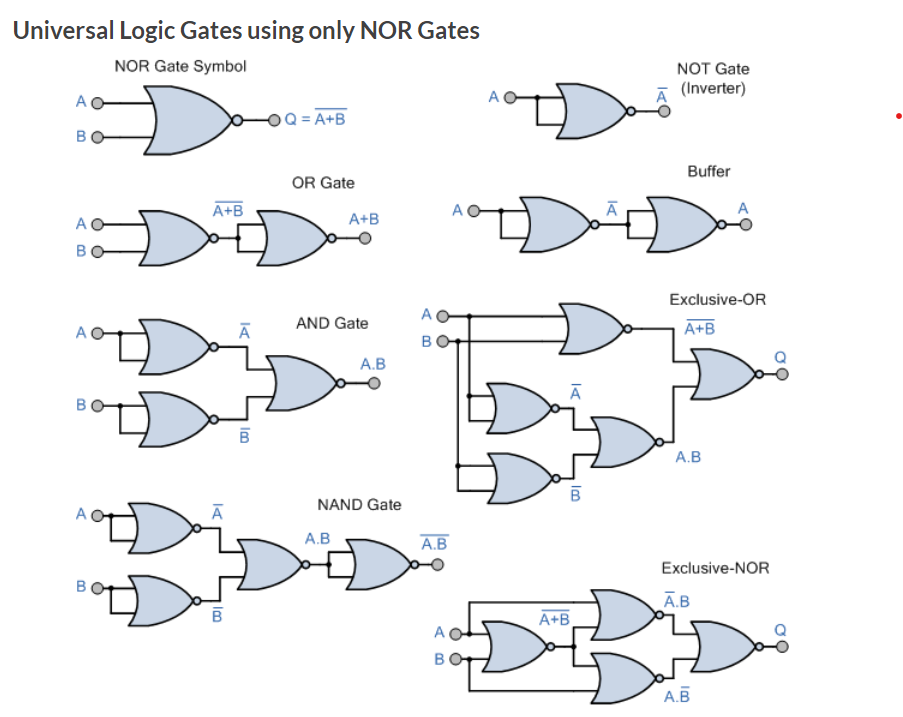 Universal Logic Gates using only NOR Gates
NOR Gate Symbol
A
B
Q = A̅+̅B̅
NOT Gate
(Inverter)
A
A̅
OR Gate
A
B
A̅+̅B̅
A+B
Buffer
A
A̅
A
AND Gate
A
A̅
A.B
B
B̅
Exclusive-OR
A
B
A̅+̅B̅
Q
A̅
A.B
B̅
NAND Gate
A
A̅
A.B
A̅.̅B̅
B
B̅
Exclusive-NOR
A̅.B
A̅+̅B̅
A
B
Q
A.B̅